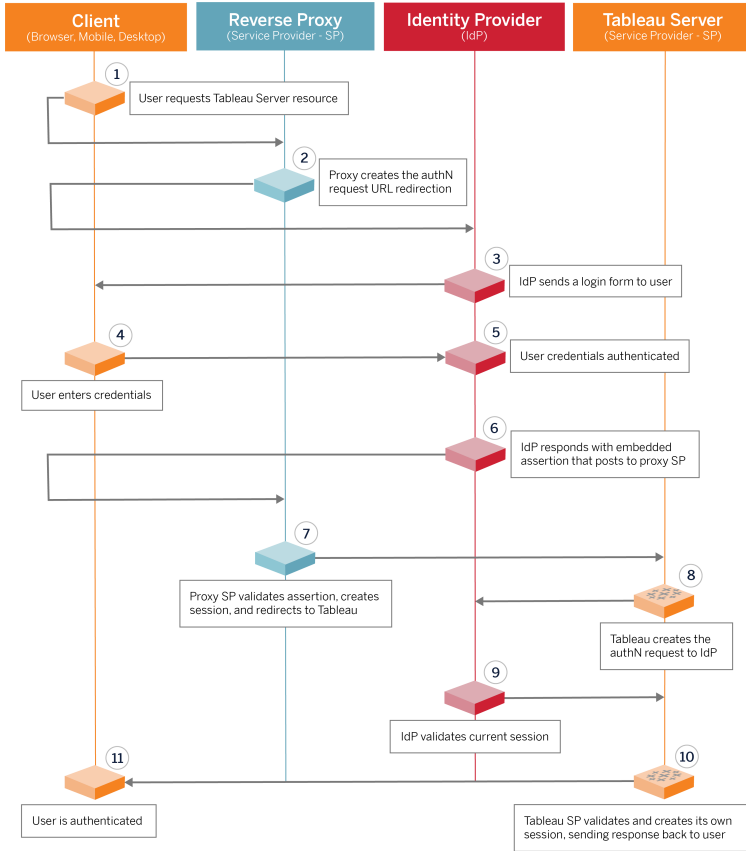 Client
(Browser, Mobile, Desktop)
Reverse Proxy
(Service Provider - SP)
Identity Provider
(IdP)
Tableau Server
(Service Provider - SP)
1
User requests Tableau Server resource
2
Proxy creates the authN
request URL redirection
3
IdP sends a login form to user
4
User enters credentials
5
User credentials authenticated
6
IdP responds with embedded
assertion that posts to proxy SP
7
Proxy SP validates assertion, creates
session, and redirects to Tableau
8
Tableau creates the
authN request to IdP
9
IdP validates current session
10
Tableau SP validates and creates its own
session, sending response back to user
11
User is authenticated